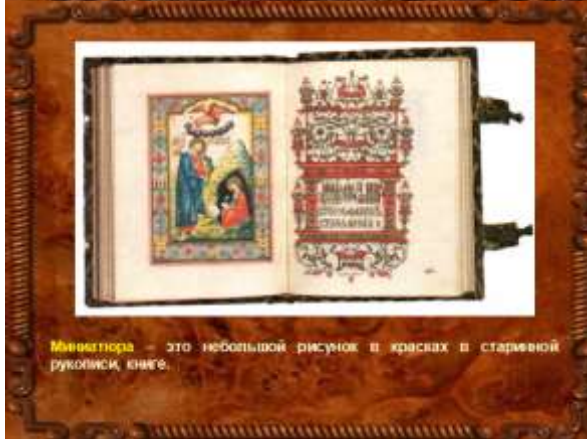 Миниатюра – это небольшой рисунок в красках в старинной
рукописи, книге.